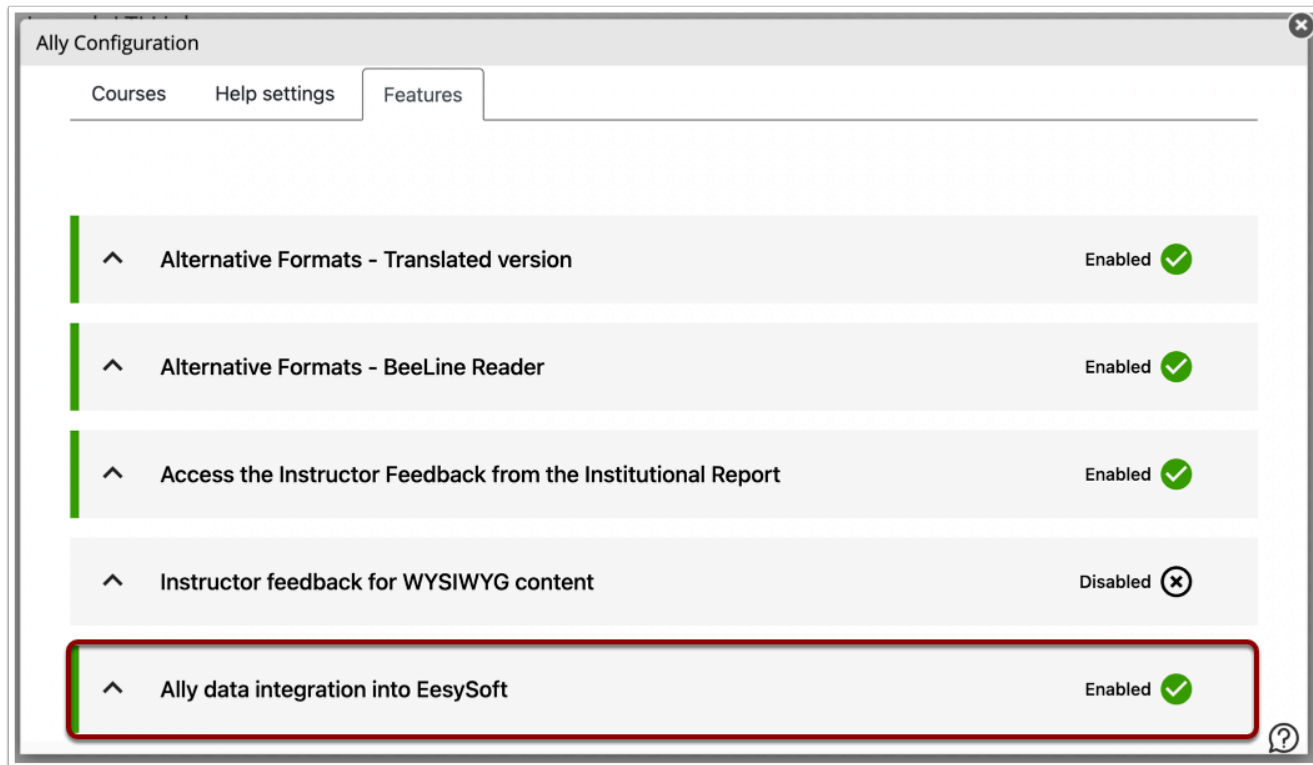 Ally Configuration
Courses Help settings Features
Alternative Formats - Translated version Enabled
Alternative Formats - BeeLine Reader Enabled
Access the Instructor Feedback from the Institutional Report Enabled
Instructor feedback for WYSIWYG content Disabled
Ally data integration into EesySoft Enabled